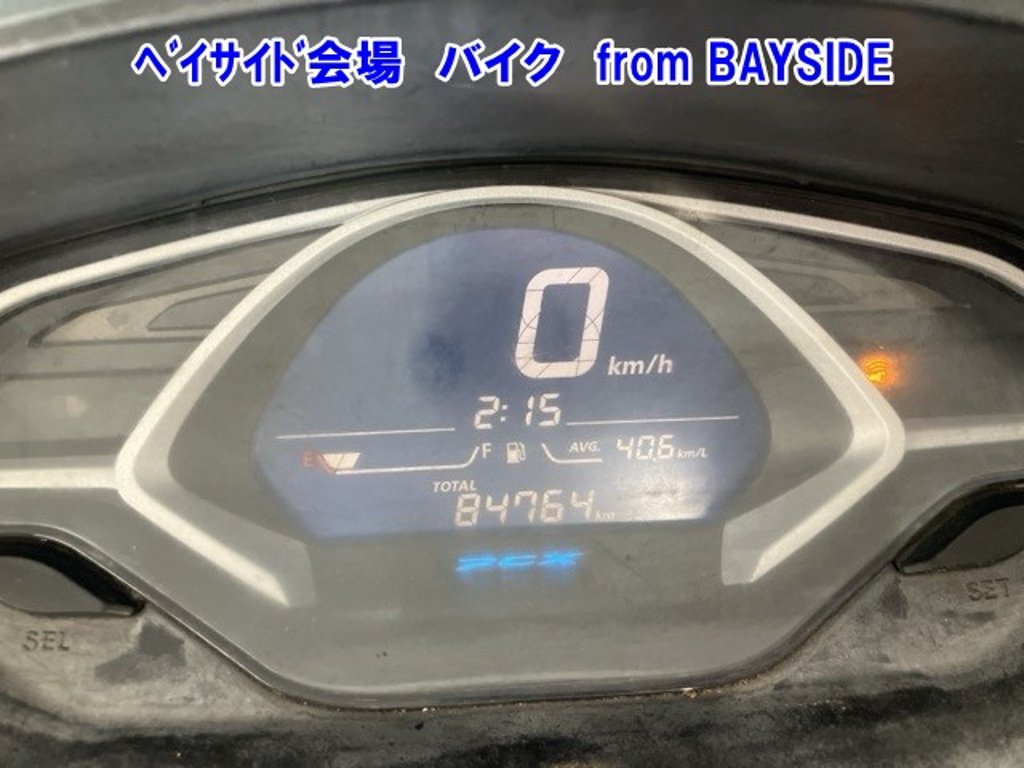 ﾍﾞｲｻｲﾄﾞ会場　バイク　from BAYSIDE
0 km/h
2:15
E F AVG. 40.6 km/L
TOTAL
84764 km
PCX
SEL SET